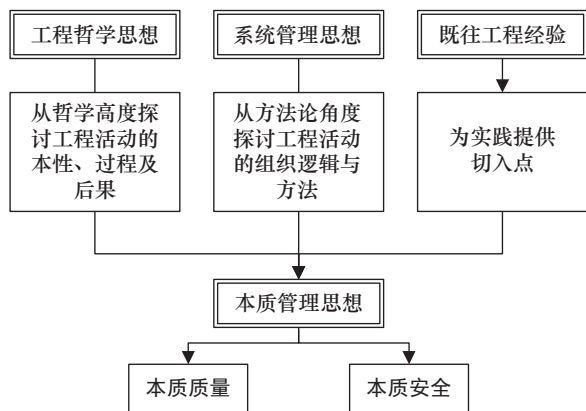 工程哲学思想
系统管理思想
既往工程经验
从哲学高度探
讨工程活动的
本性、过程及
后果
从方法论角度
探讨工程活动
的组织逻辑与
方法
为实践提供
切入点
本质管理思想
本质质量
本质安全